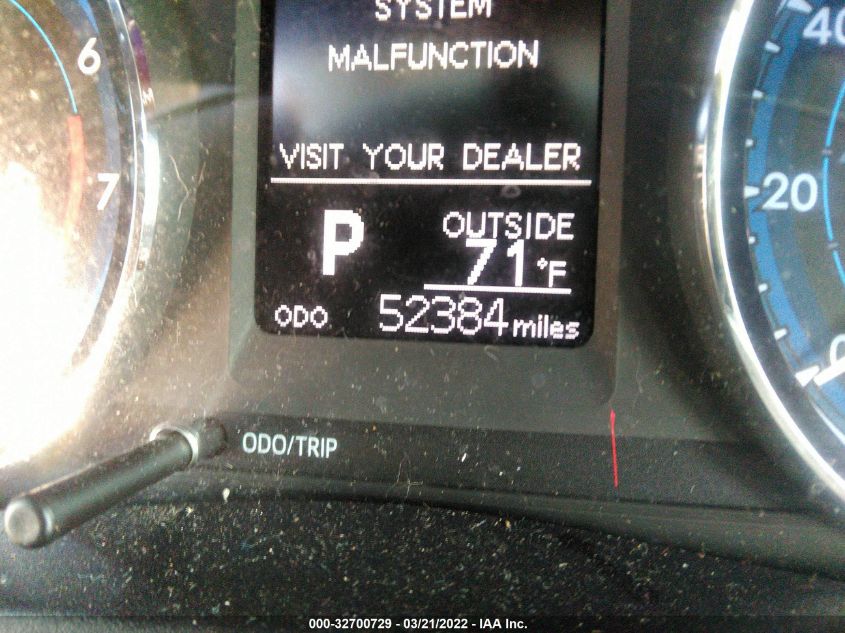 SYSTEM
MALFUNCTION
VISIT YOUR DEALER
P
OUTSIDE
71°F
ODO 52384 miles
ODO/TRIP
6
7
40
20
0
000-32700729 - 03/21/2022 - IAA Inc.